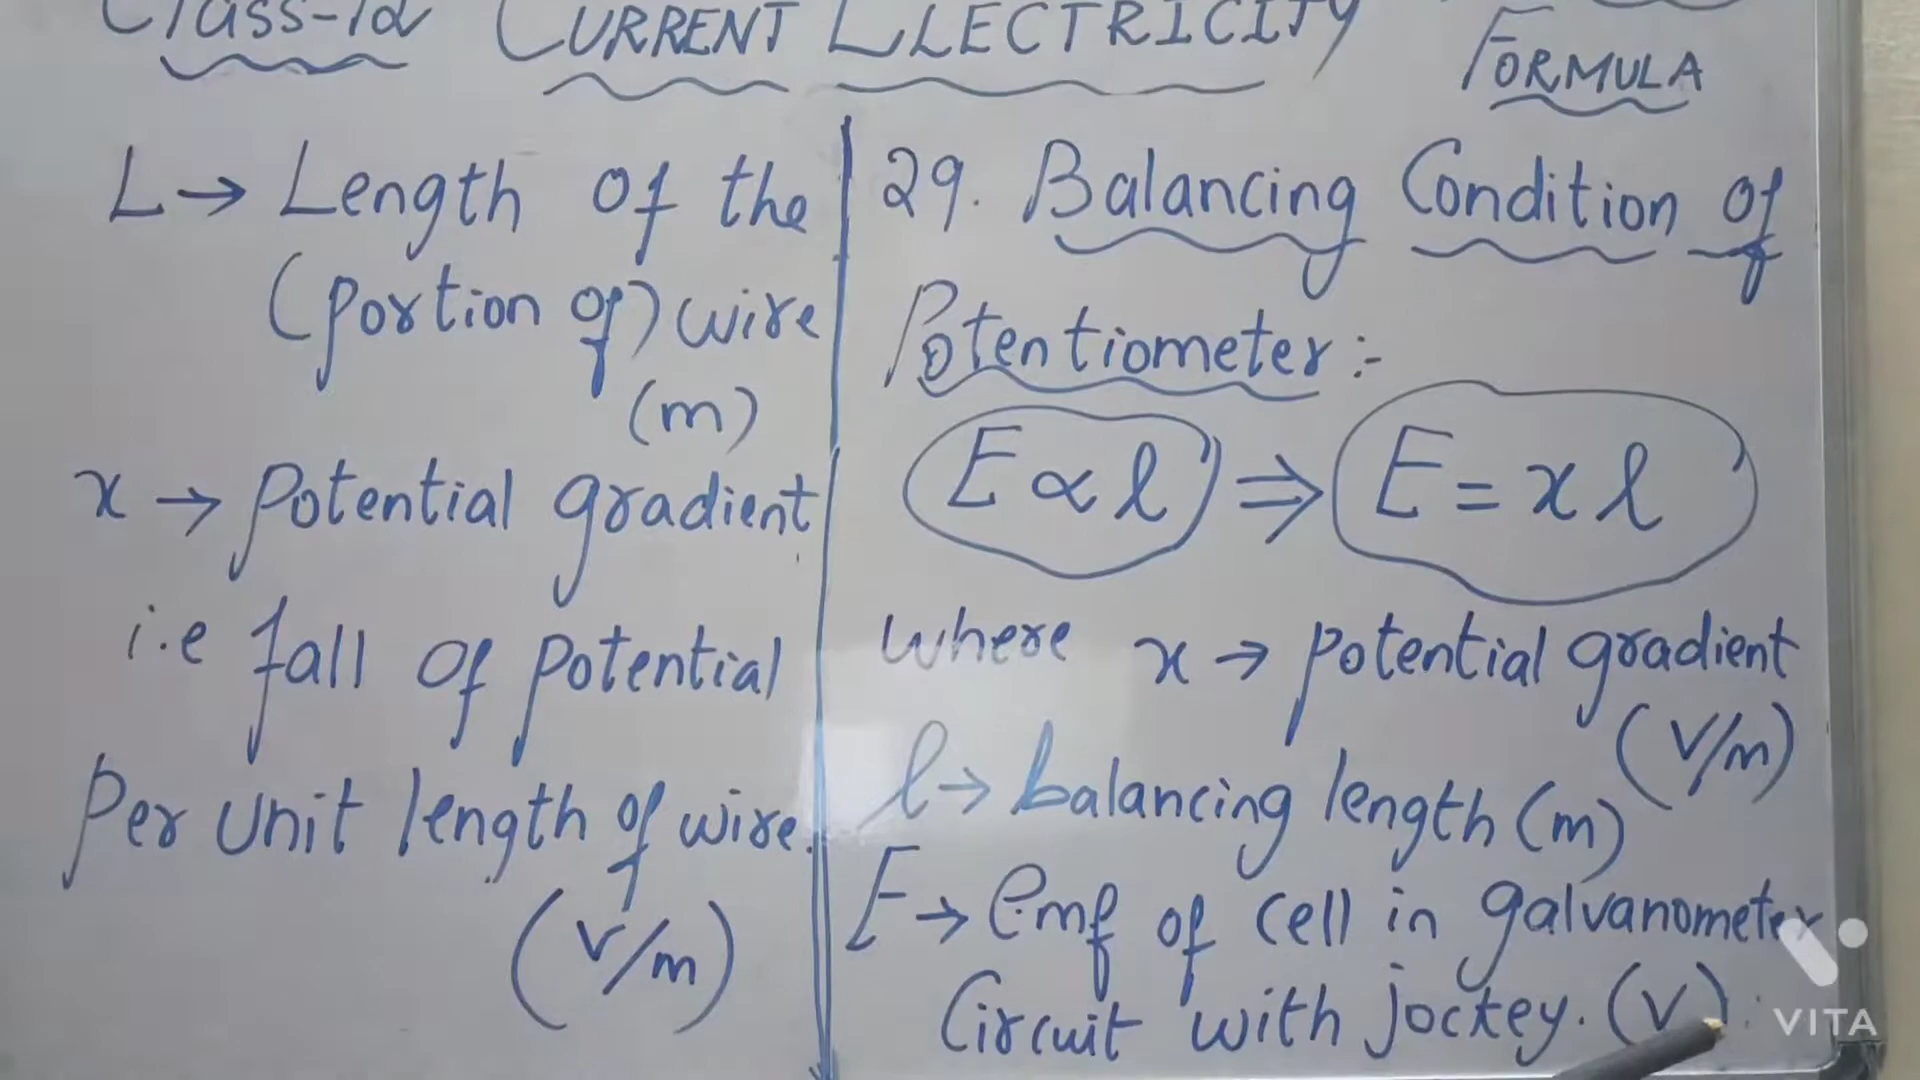 Class-12 CURRENT ELECTRICITY
FORMULA
L → Length of the
(portion of) wire
(m)
x → potential gradient
i.e fall of potential
per unit length of wire.
(V/m)
29. Balancing Condition of
Potentiometer :-
E ∝ l ⇒ E = x l
where x → potential gradient
(V/m)
l → balancing length (m)
E → emf of cell in galvanometer
Circuit with jockey. (V).
VITA